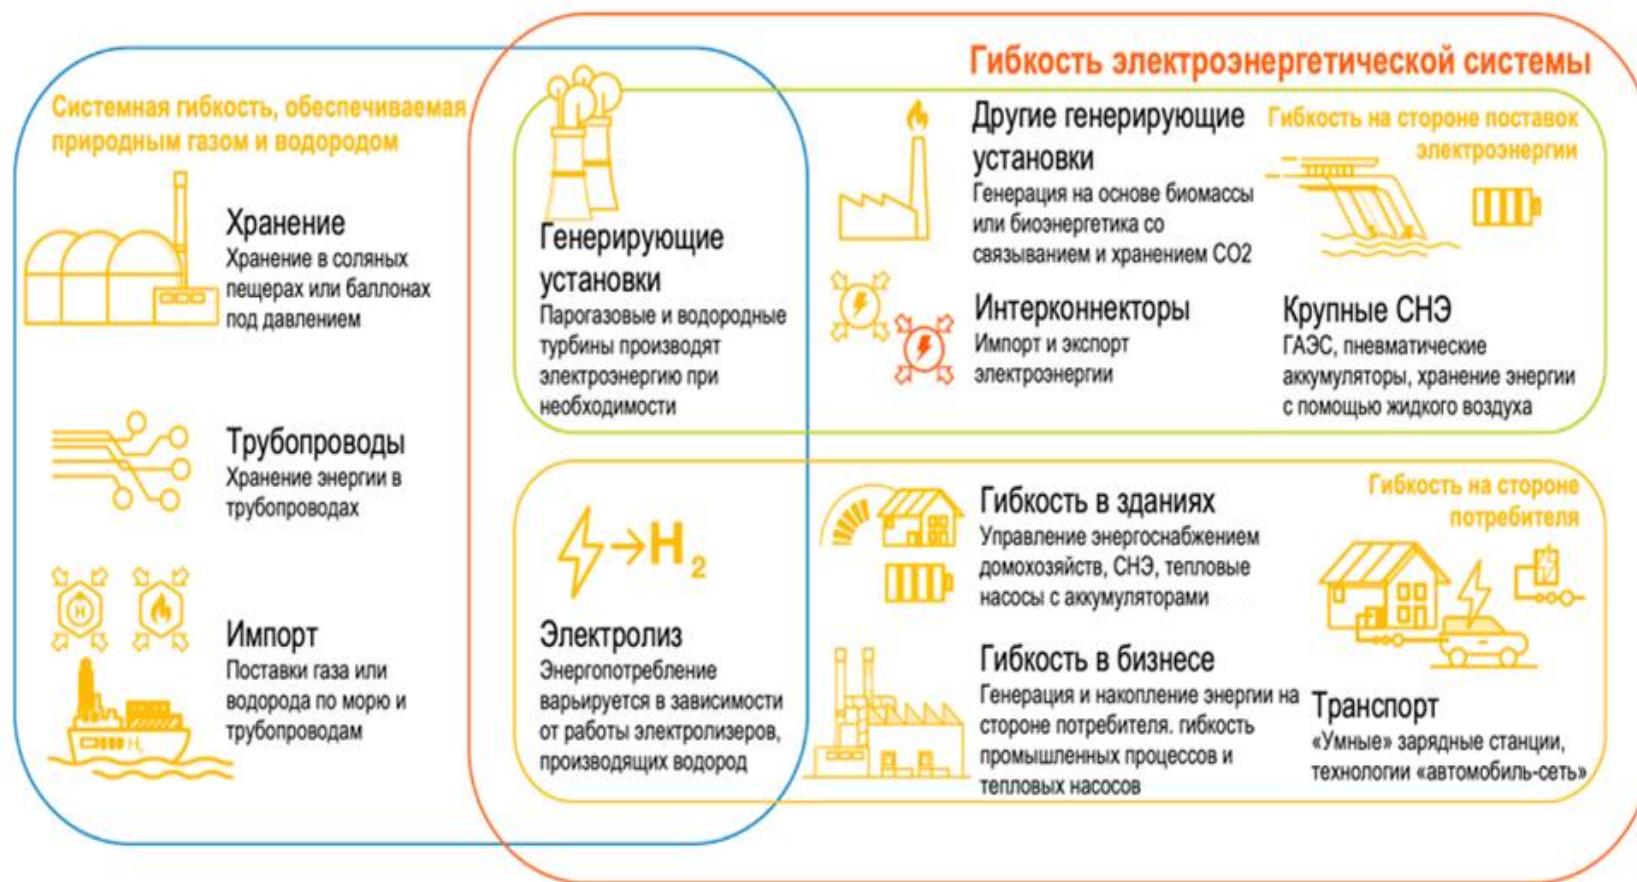 Гибкость электроэнергетической системы
Системная гибкость, обеспечиваемая
природным газом и водородом
Хранение
Хранение в соляных
пещерах или баллонах
под давлением
Трубопроводы
Хранение энергии в
трубопроводах
H
Импорт
Поставки газа или
водорода по морю и
трубопроводам
Генерирующие
установки
Парогазовые и водородные
турбины производят
электроэнергию при
необходимости
Другие генерирующие
установки
Генерация на основе биомассы
или биоэнергетика со
связыванием и хранением СО2
Интерконнекторы
Импорт и экспорт
электроэнергии
Гибкость на стороне поставок
электроэнергии
Крупные СНЭ
ГАЭС, пневматические
аккумуляторы, хранение энергии
с помощью жидкого воздуха
H2
Электролиз
Энергопотребление
варьируется в зависимости
от работы электролизеров,
производящих водород
Гибкость в зданиях
Управление энергоснабжением
домохозяйств, СНЭ, тепловые
насосы с аккумуляторами
Гибкость в бизнесе
Генерация и накопление энергии на
стороне потребителя. гибкость
промышленных процессов и
тепловых насосов
Гибкость на стороне
потребителя
Транспорт
«Умные» зарядные станции,
технологии «автомобиль-сеть»